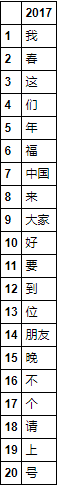 2017
1 我
2 春
3 这
4 们
5 年
6 福
7 中国
8 来
9 大家
10 好
11 要
12 到
13 位
14 朋友
15 晚
16 不
17 个
18 请
19 上
20 号